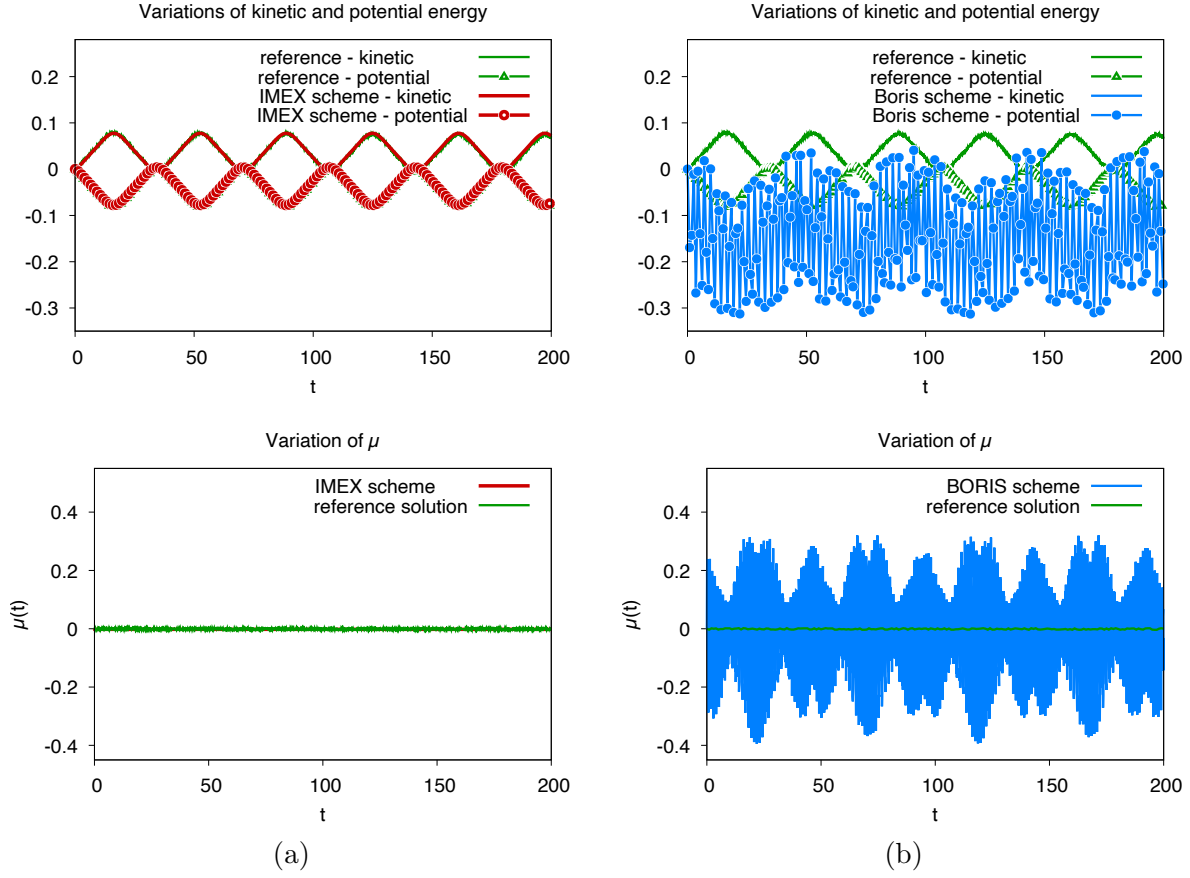 Variations of kinetic and potential energy
reference - kinetic
reference - potential
IMEX scheme - kinetic
IMEX scheme - potential
0.2
0.1
0
-0.1
-0.2
-0.3
0 50 100 150 200
t
Variations of kinetic and potential energy
reference - kinetic
reference - potential
Boris scheme - kinetic
Boris scheme - potential
0.2
0.1
0
-0.1
-0.2
-0.3
0 50 100 150 200
t
Variation of μ
IMEX scheme
reference solution
μ(t)
0.4
0.2
0
-0.2
-0.4
0 50 100 150 200
t
(a)
Variation of μ
BORIS scheme
reference solution
μ(t)
0.4
0.2
0
-0.2
-0.4
0 50 100 150 200
t
(b)